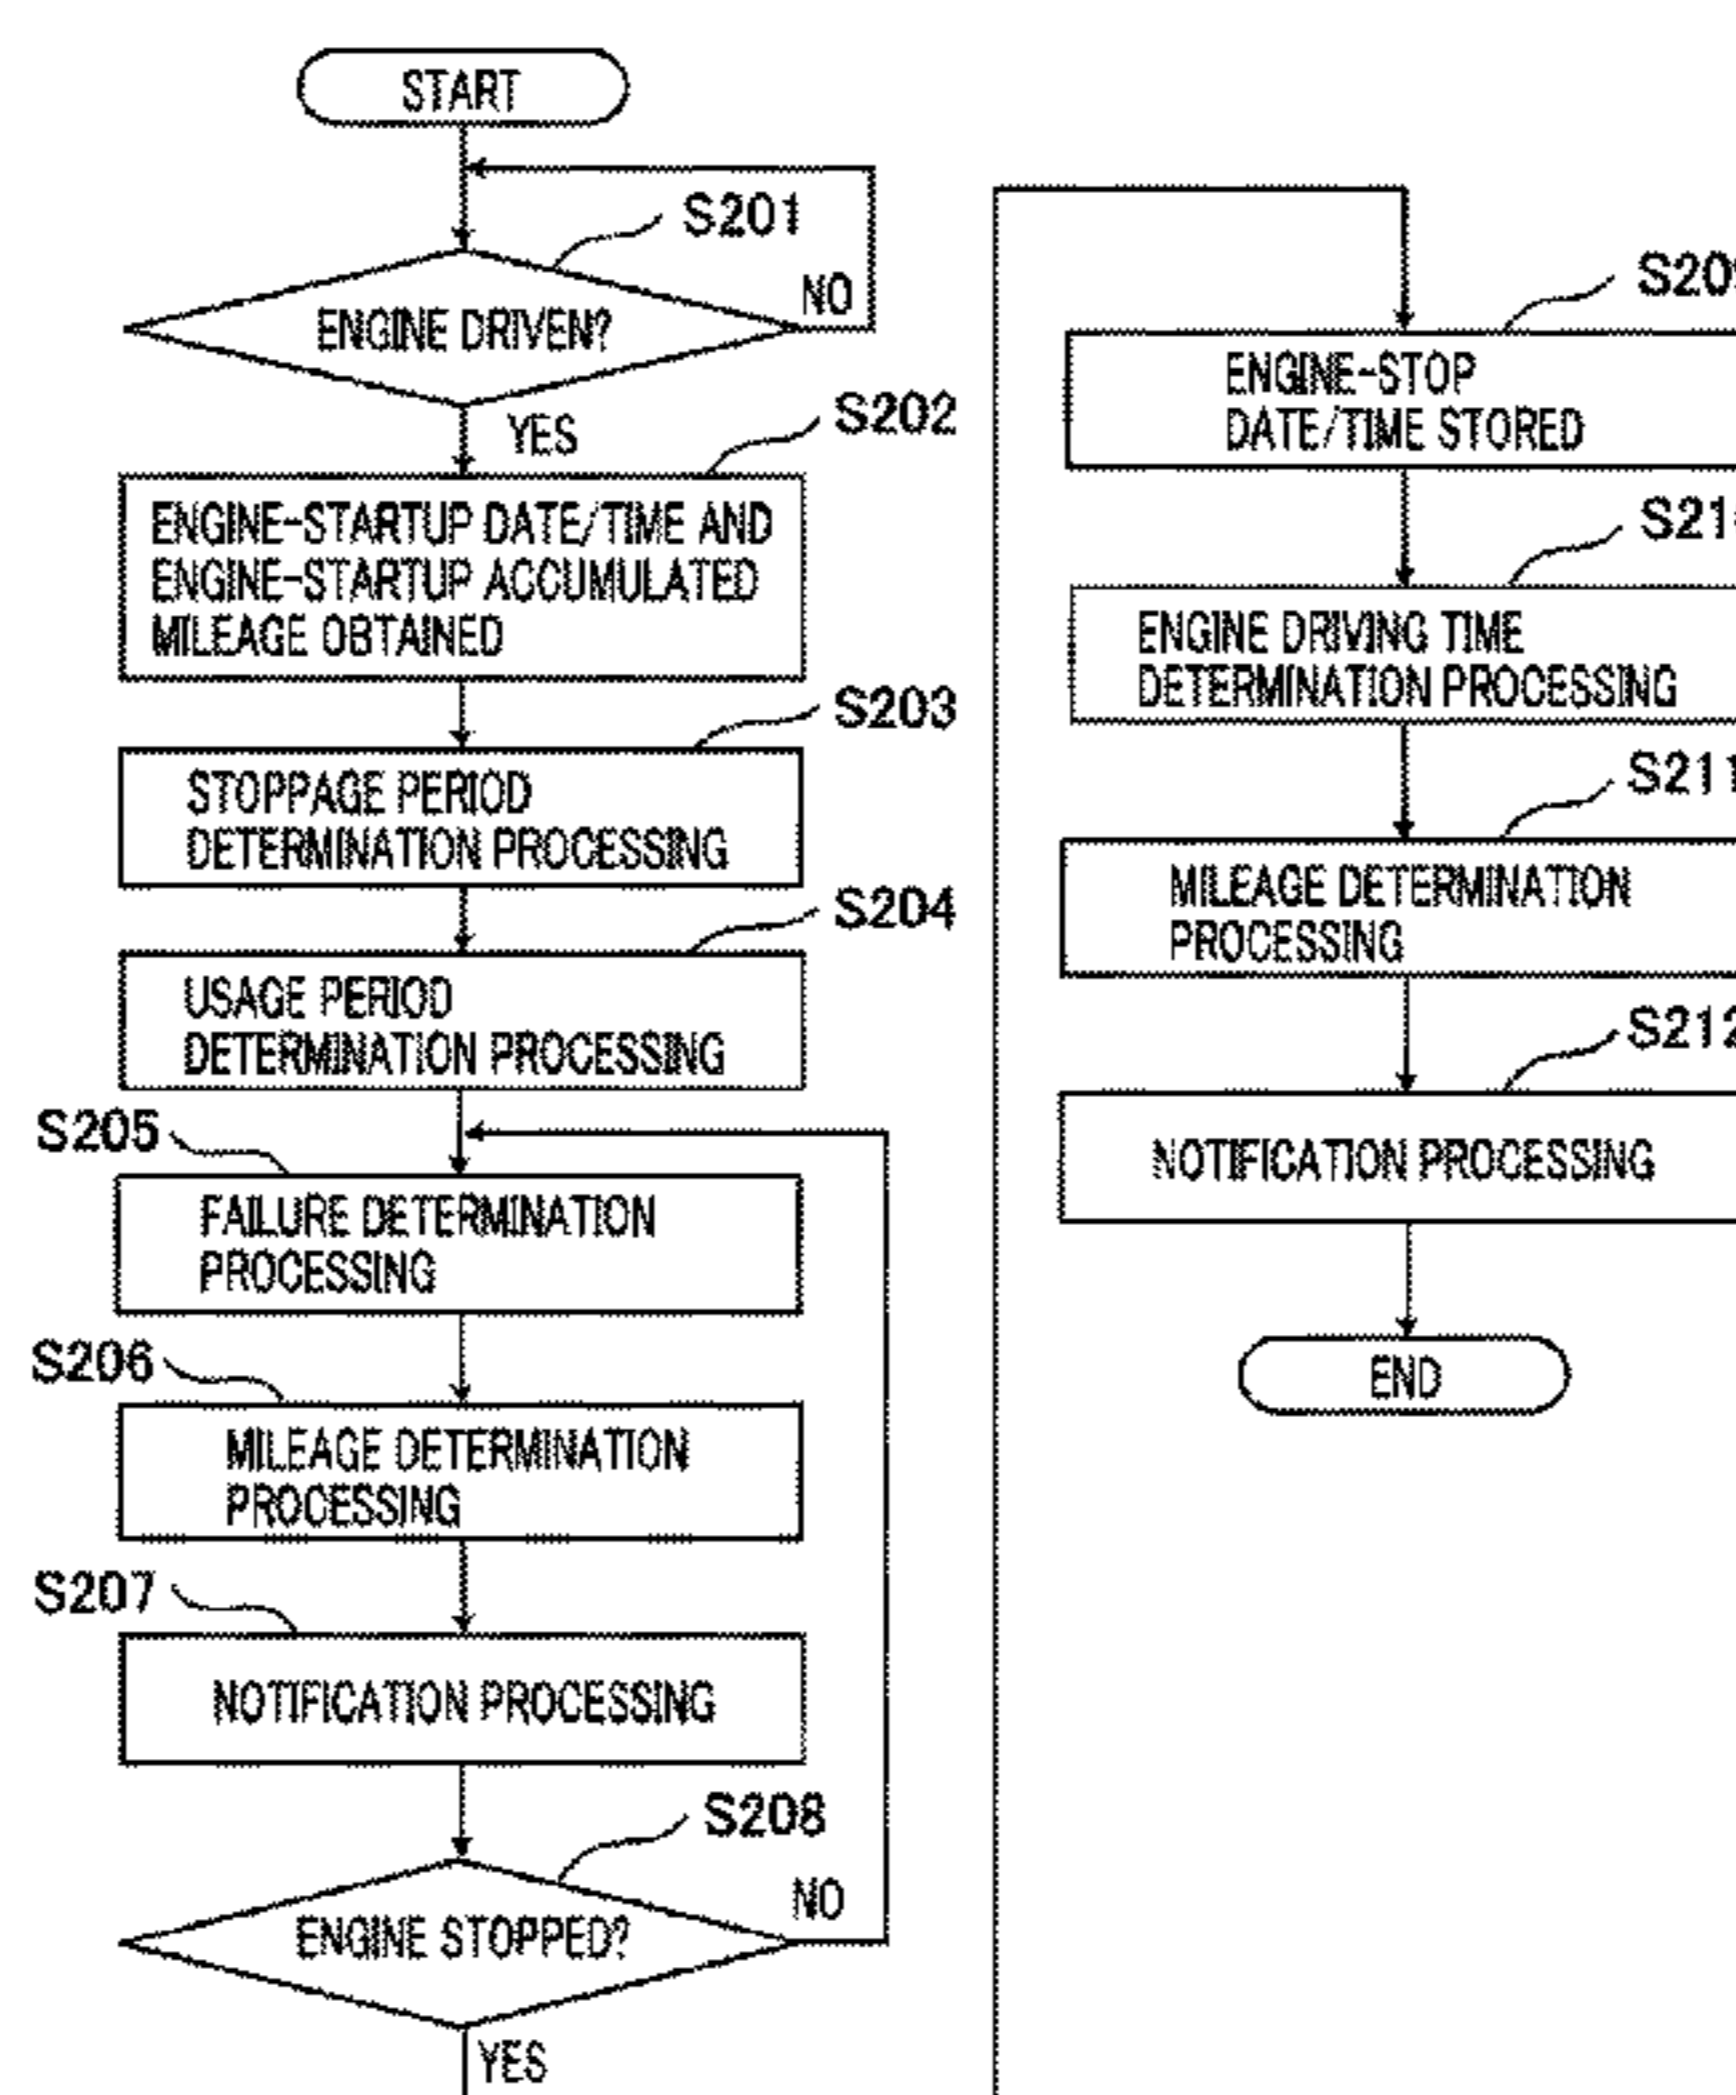 START
S201
ENGINE DRIVEN?
NO
YES
S202
ENGINE-STARTUP DATE/TIME AND
ENGINE-STARTUP ACCUMULATED
MILEAGE OBTAINED
S203
STOPPAGE PERIOD
DETERMINATION PROCESSING
S204
USAGE PERIOD
DETERMINATION PROCESSING
S205
FAILURE DETERMINATION
PROCESSING
S206
MILEAGE DETERMINATION
PROCESSING
S207
NOTIFICATION PROCESSING
S208
ENGINE STOPPED?
NO
YES
ENGINE-STOP
DATE/TIME STORED
ENGINE DRIVING TIME
DETERMINATION PROCESSING
S211
MILEAGE DETERMINATION
PROCESSING
S212
NOTIFICATION PROCESSING
END